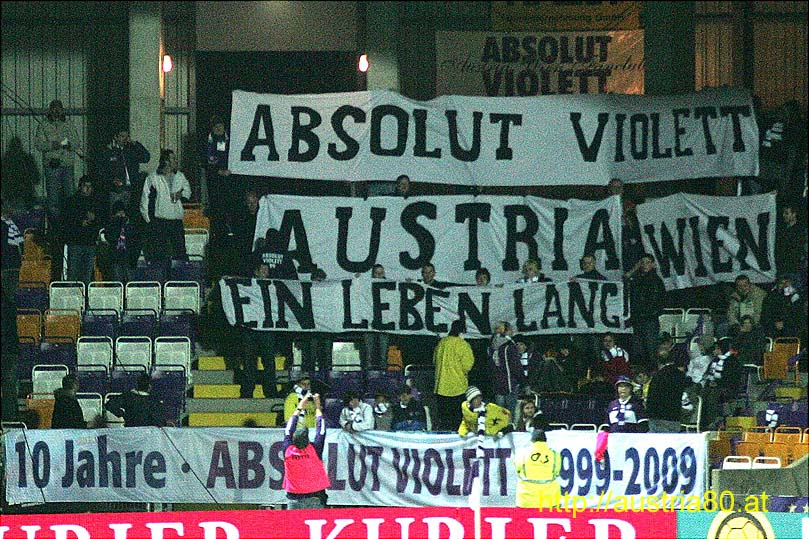 ABSOLUT
VIOLETT
ABSOLUT VIOLETT
AUSTRIA WIEN
EIN LEBEN LANG
10 Jahre · ABSOLUT VIOLETT 1999-2009
http://austria80.at
KURIER